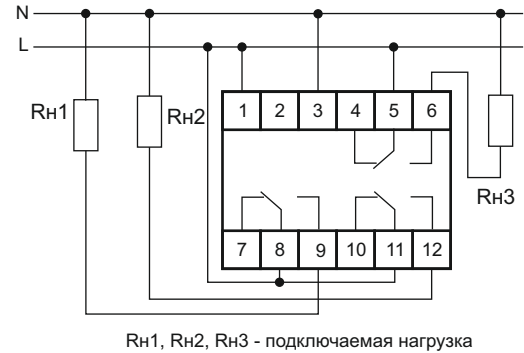 N
L
Rн1
Rн2
1 2 3 4 5 6
Rн3
7 8 9 10 11 12
Rн1, Rн2, Rн3 - подключаемая нагрузка